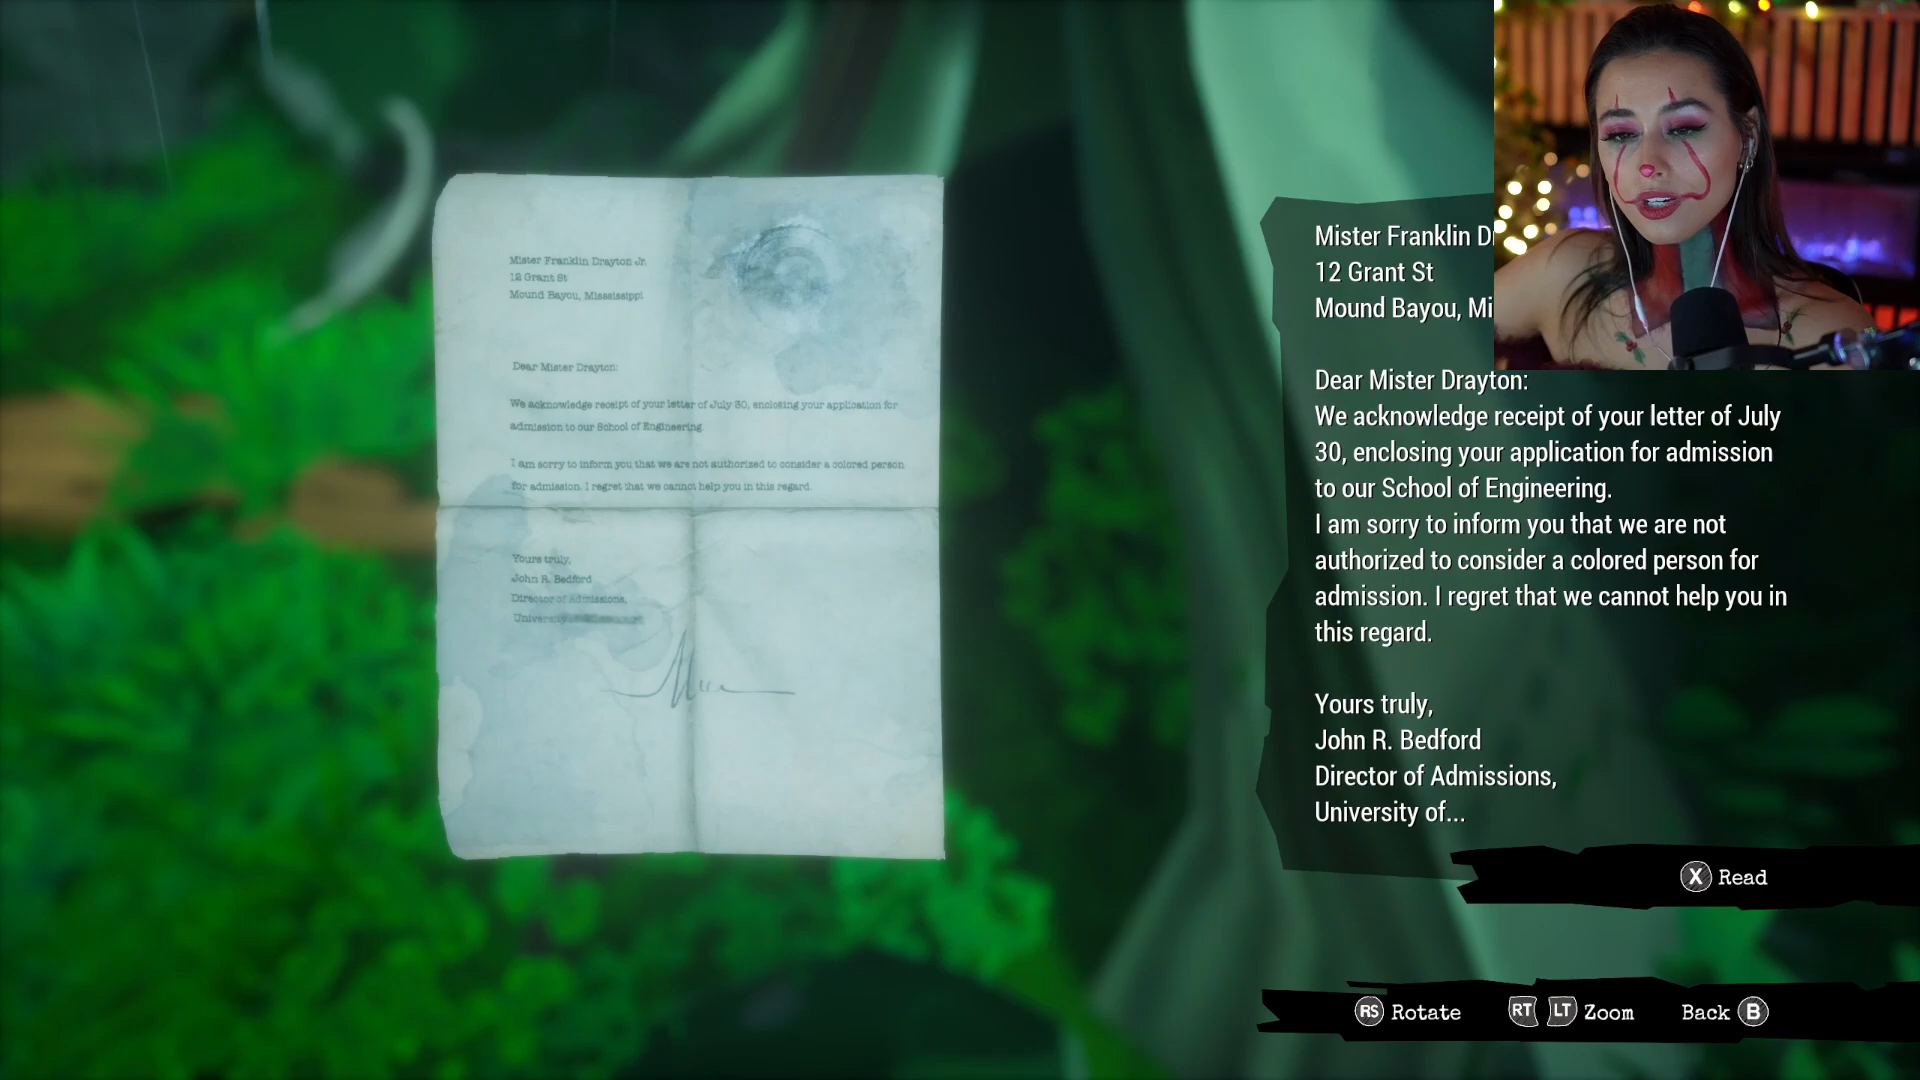 Mister Franklin Drayton Jr.
12 Grant St
Mound Bayou, Mississippi
Dear Mister Drayton:
We acknowledge receipt of your letter of July 30, enclosing your application for
admission to our School of Engineering.
I am sorry to inform you that we are not authorized to consider a colored person
for admission. I regret that we cannot help you in this regard.
Yours truly,
John R. Bedford
Director of Admissions,
University
Mister Franklin D
12 Grant St
Mound Bayou, Mi
Dear Mister Drayton:
We acknowledge receipt of your letter of July
30, enclosing your application for admission
to our School of Engineering.
I am sorry to inform you that we are not
authorized to consider a colored person for
admission. I regret that we cannot help you in
this regard.
Yours truly,
John R. Bedford
Director of Admissions,
University of...
X Read
RS Rotate RT LT Zoom Back B